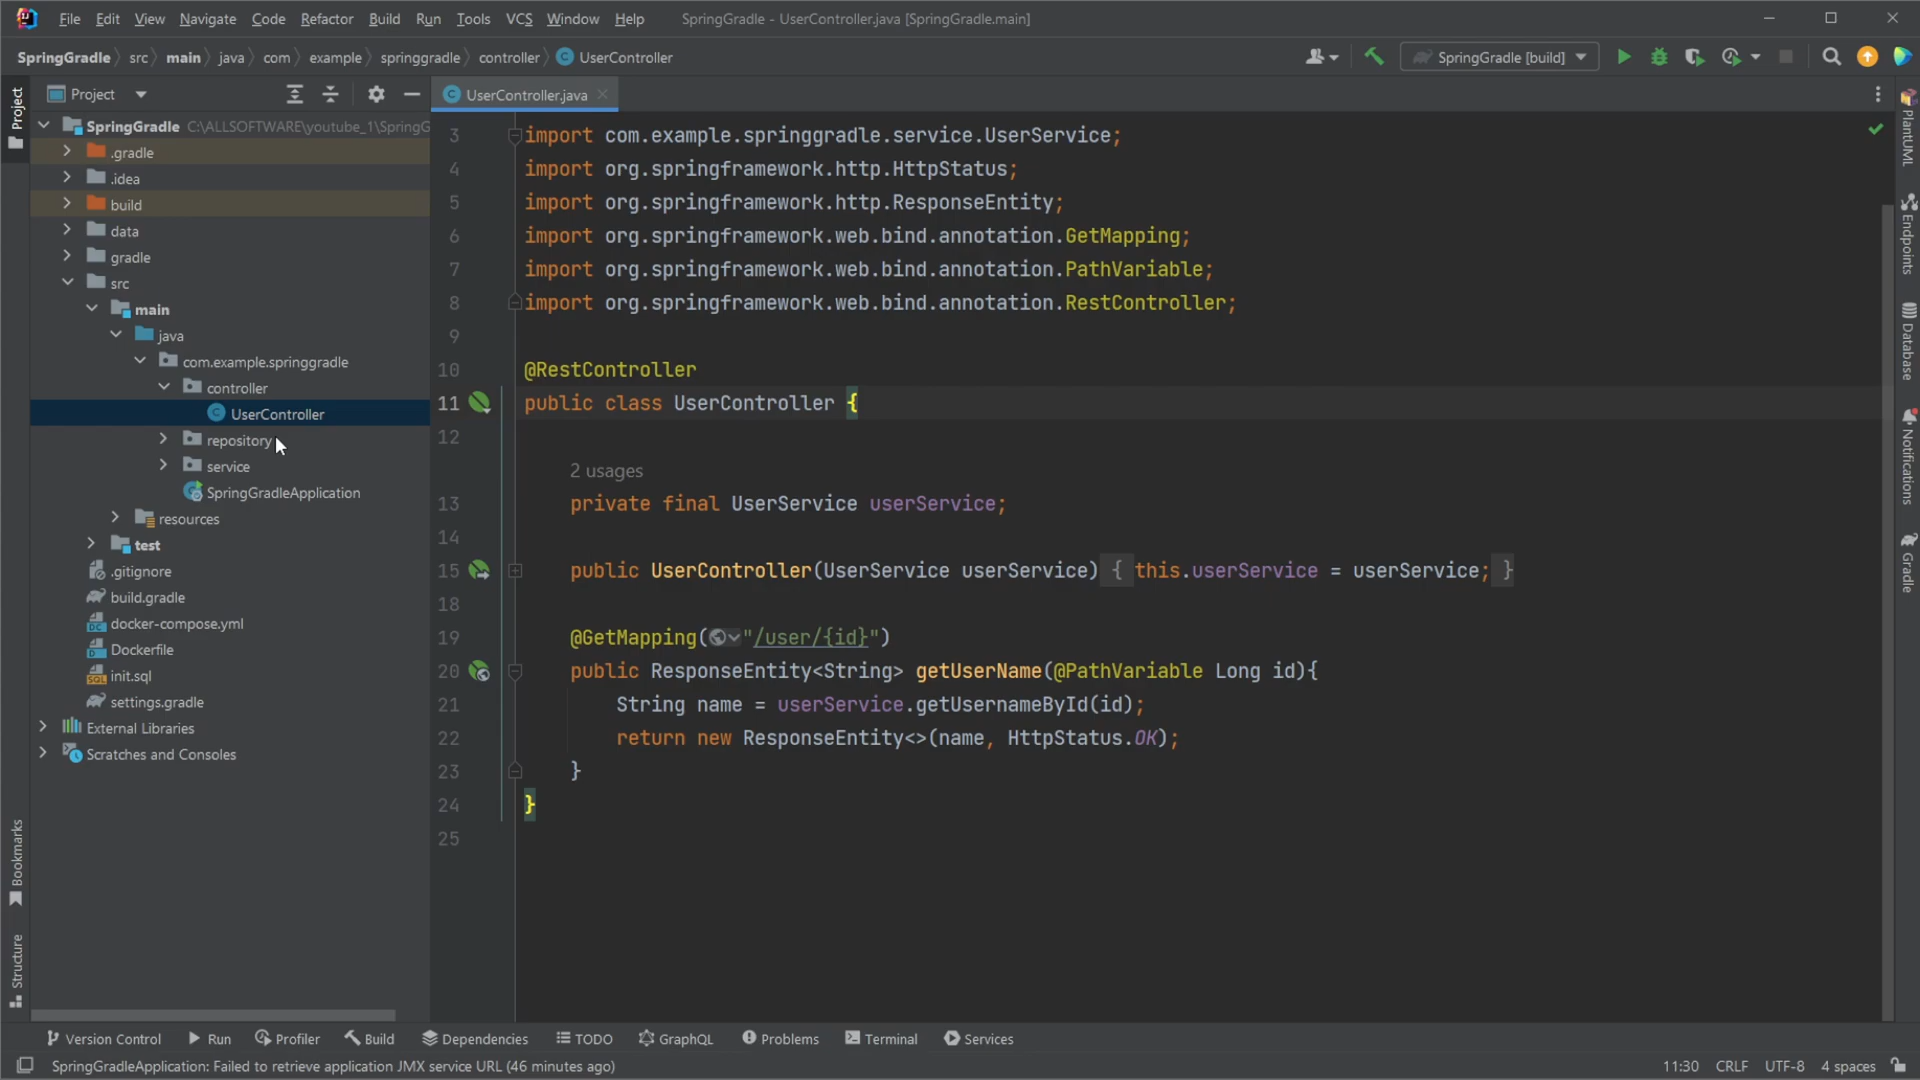 File Edit View Navigate Code Refactor Build Run Tools VCS Window Help SpringGradle - UserController.java [SpringGradle.main]
SpringGradle src main java com example springgradle controller UserController SpringGradle [build]
Project
Project
UserController.java
SpringGradle C:\ALLSOFTWARE\youtube_1\SpringG
.gradle
.idea
build
data
gradle
src
main
java
com.example.springgradle
controller
UserController
repository
service
SpringGradleApplication
resources
test
.gitignore
build.gradle
docker-compose.yml
Dockerfile
init.sql
settings.gradle
External Libraries
Scratches and Consoles
3 import com.example.springgradle.service.UserService;
4 import org.springframework.http.HttpStatus;
5 import org.springframework.http.ResponseEntity;
6 import org.springframework.web.bind.annotation.GetMapping;
7 import org.springframework.web.bind.annotation.PathVariable;
8 import org.springframework.web.bind.annotation.RestController;
9
10 @RestController
11 public class UserController {
12
2 usages
13 private final UserService userService;
14
15 public UserController(UserService userService) { this.userService = userService; }
18
19 @GetMapping("/user/{id}")
20 public ResponseEntity<String> getUserName(@PathVariable Long id){
21 String name = userService.getUsernameById(id);
22 return new ResponseEntity<>(name, HttpStatus.OK);
23 }
24 }
25
PlantUML
Endpoints
Database
Notifications
Gradle
Bookmarks
Structure
Version Control Run Profiler Build Dependencies TODO GraphQL Problems Terminal Services
SpringGradleApplication: Failed to retrieve application JMX service URL (46 minutes ago) 11:30 CRLF UTF-8 4 spaces